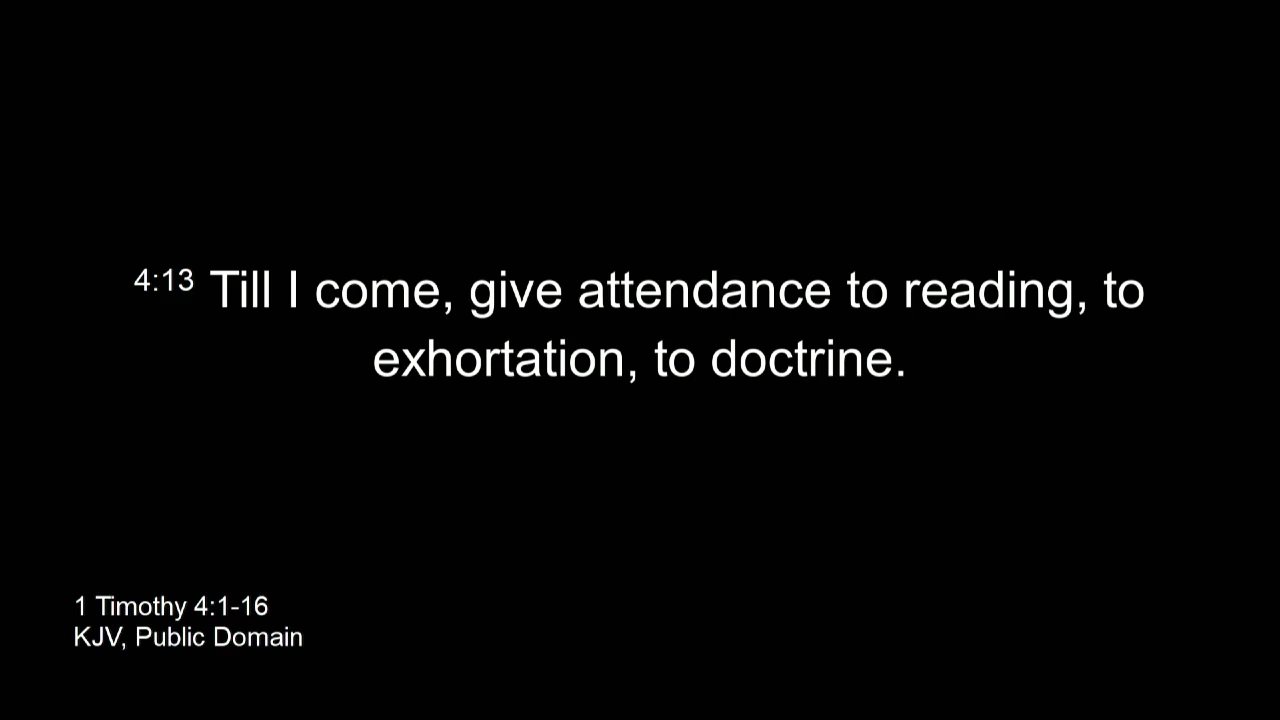 4:13 Till I come, give attendance to reading, to
exhortation, to doctrine.
1 Timothy 4:1-16
KJV, Public Domain